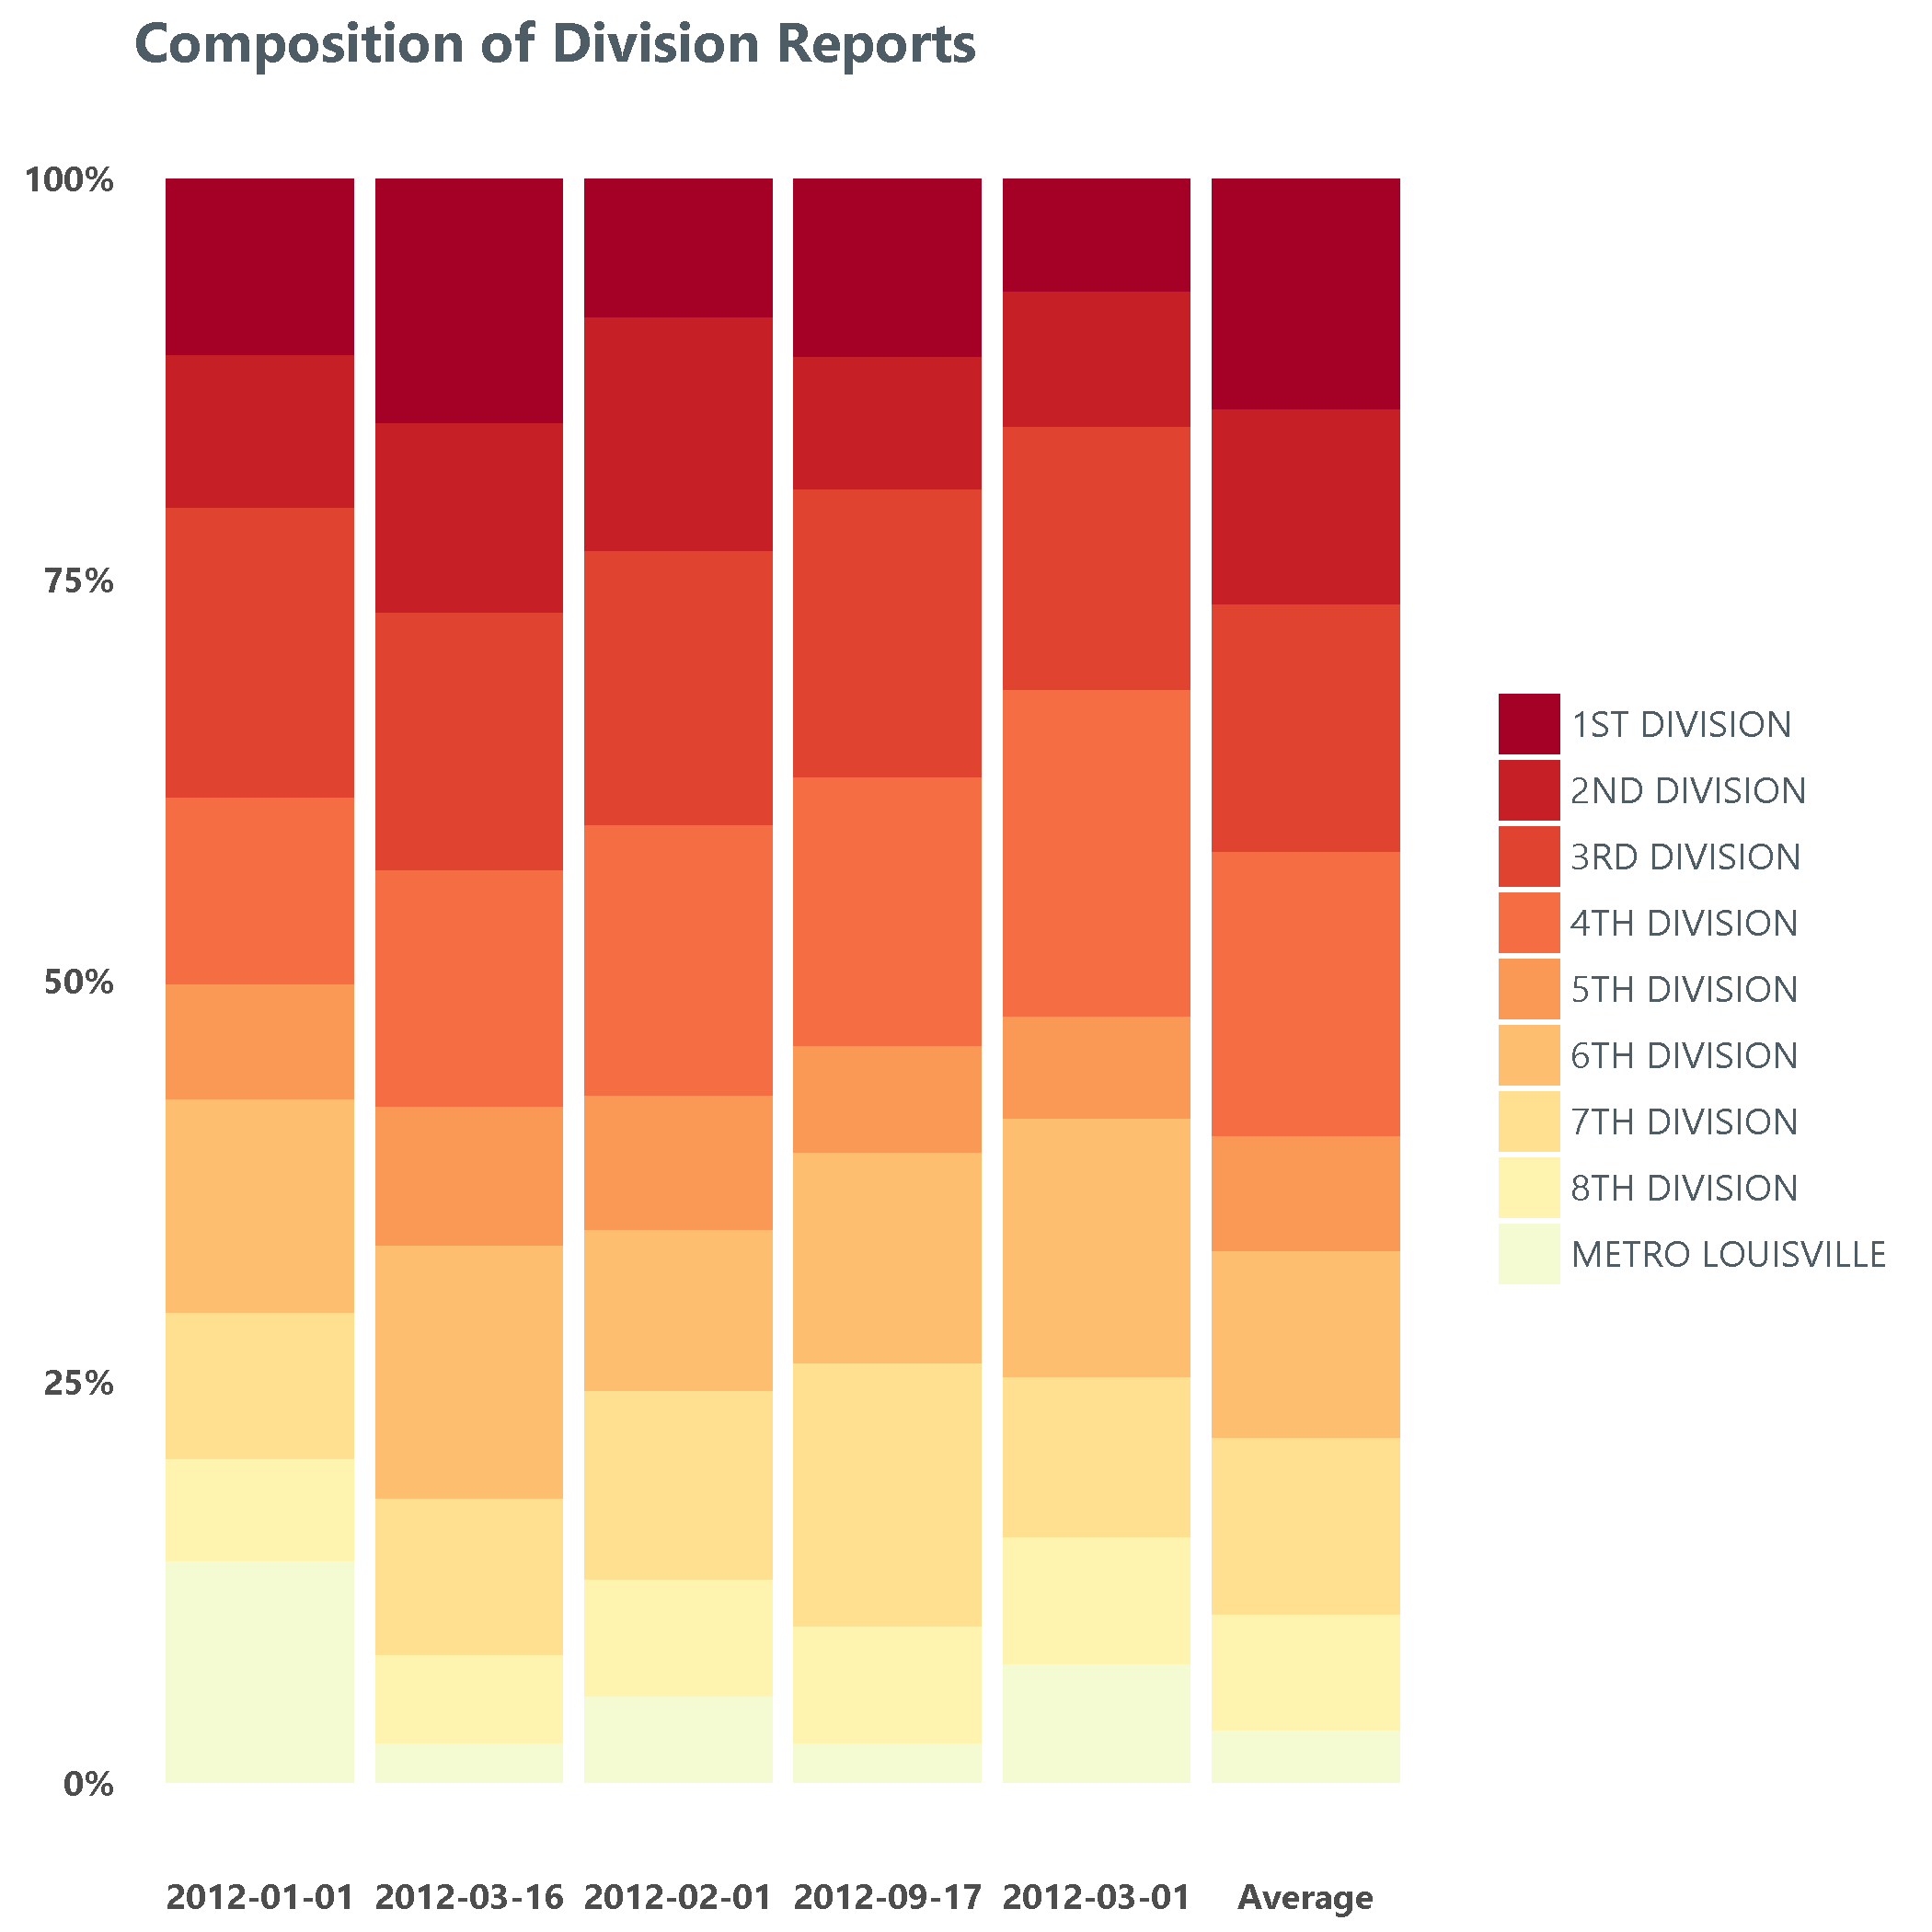 Composition of Division Reports
100%
75%
50%
25%
0%
2012-01-01 2012-03-16 2012-02-01 2012-09-17 2012-03-01 Average
1ST DIVISION
2ND DIVISION
3RD DIVISION
4TH DIVISION
5TH DIVISION
6TH DIVISION
7TH DIVISION
8TH DIVISION
METRO LOUISVILLE